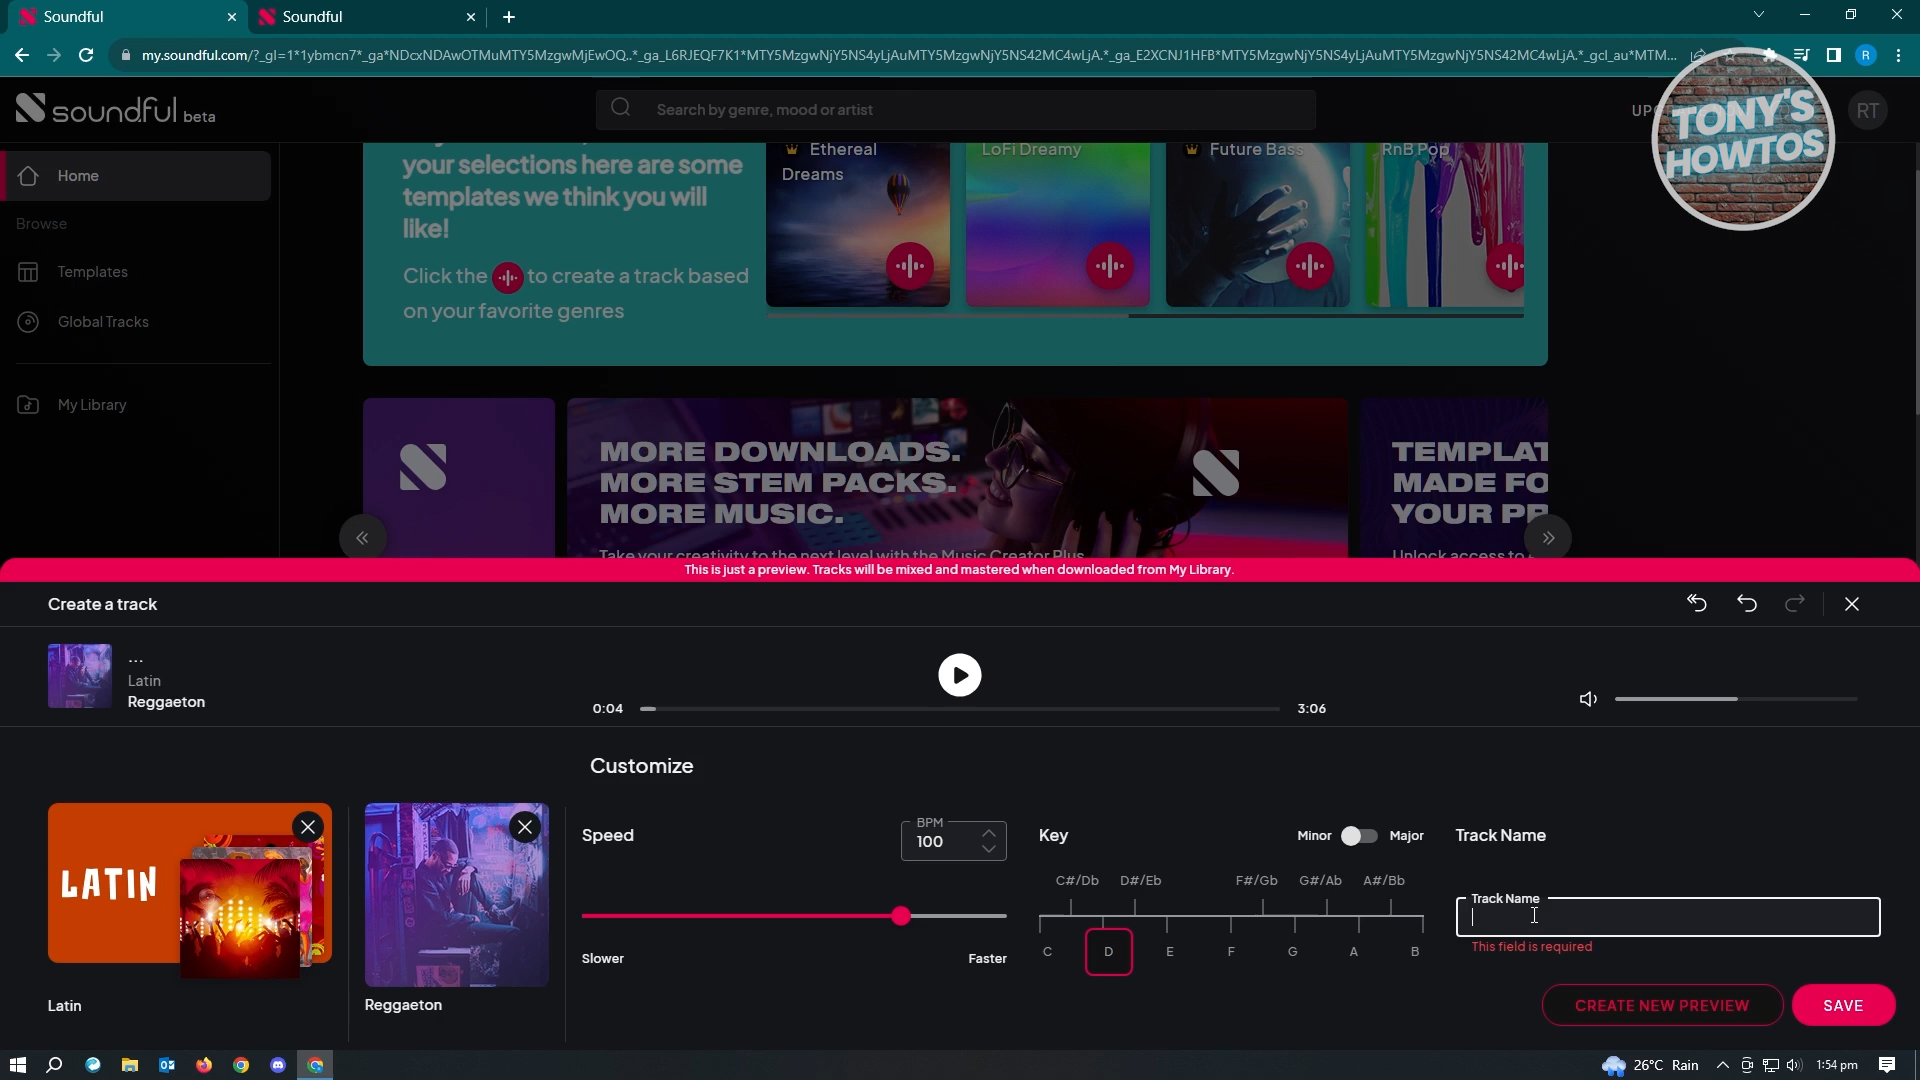 Soundful
Soundful
my.soundful.com/?_gl=1*1ybmcn7*_ga*NDcxNDAwOTMuMTY5MzgwMjEwOQ..*_ga_L6RJEQF7K1*MTY5MzgwNjY5NS4yLjAuMTY5MzgwNjY5NS42MC4wLjA.*_ga_E2XCNJ1HFB*MTY5MzgwNjY5NS4yLjAuMTY5MzgwNjY5NS42MC4wLjA.*_gcl_au*MTM...
R
soundful beta
Search by genre, mood or artist
RT
TONY'S
HOWTOS
Home
Browse
Templates
Global Tracks
My Library
your selections here are some
templates we think you will
like!
Click the to create a track based
on your favorite genres
Ethereal
Dreams
LoFi Dreamy
Future Bass
RnB Pop
MORE DOWNLOADS.
MORE STEM PACKS.
MORE MUSIC.
Take your creativity to the next level with the Music Creator Plus
TEMPLAT
MADE FO
YOUR PR
Unlock access to
This is just a preview. Tracks will be mixed and mastered when downloaded from My Library.
Create a track
...
Latin
Reggaeton
0:04
3:06
Customize
LATIN
Latin
Reggaeton
Speed
BPM
100
Slower
Faster
Key
Minor
Major
C#/Db D#/Eb F#/Gb G#/Ab A#/Bb
C D E F G A B
Track Name
Track Name
This field is required
CREATE NEW PREVIEW
SAVE
26°C Rain
1:54 pm